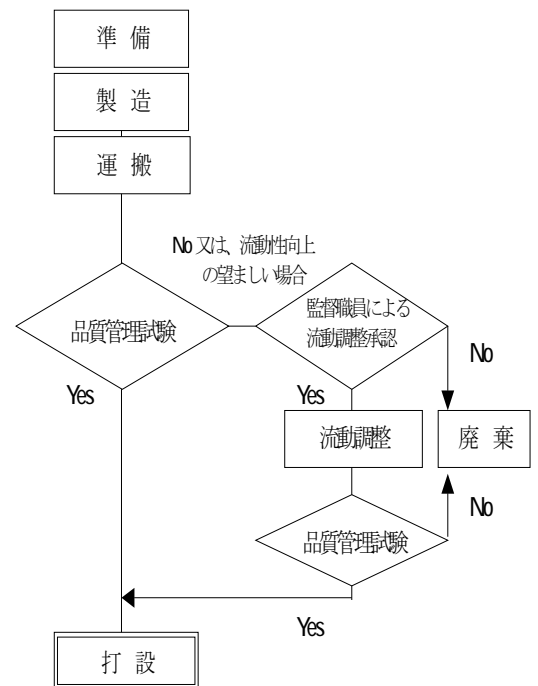 準 備
製 造
運 搬
No 又は、流動性向上
の望ましい場合
品質管理試験
監督職員による
流動調整承認
No
Yes
Yes
流動調整
廃 棄
No
品質管理試験
Yes
打 設